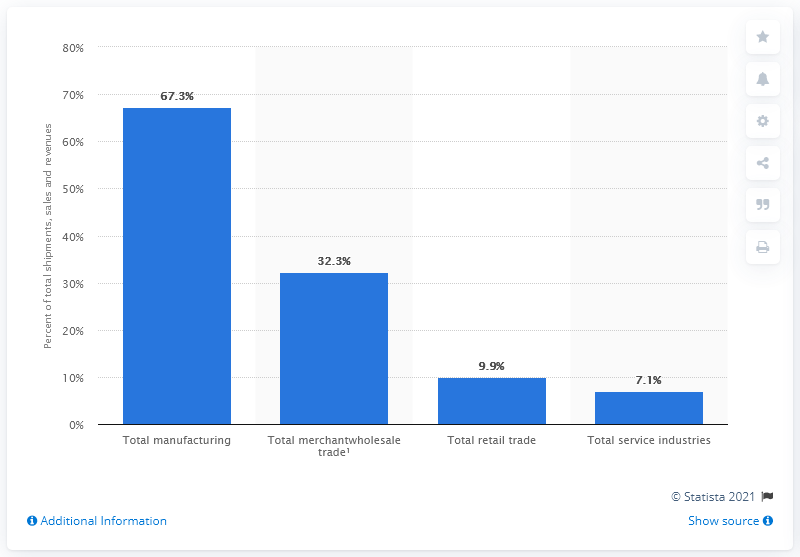 80%
70%
60%
50%
40%
30%
20%
10%
0%
Percent of total shipments, sales and revenues
67.3%
32.3%
9.9%
7.1%
Total manufacturing
Total merchantwholesale
trade¹
Total retail trade
Total service industries
© Statista 2021
Additional Information
Show source